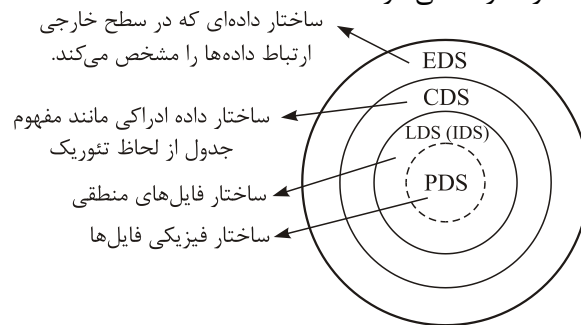 ساختار داده‌ای که در سطح خارجی
ارتباط داده‌ها را مشخص می‌کند.
EDS
CDS
ساختار داده ادراکی مانند مفهوم
جدول از لحاظ تئوریک
LDS (IDS)
PDS
ساختار فایل‌های منطقی
ساختار فیزیکی فایل‌ها